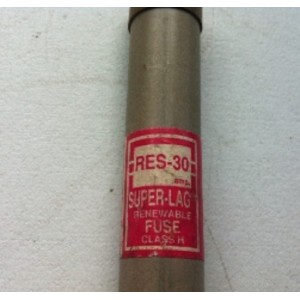 RES-30
SUPER-LAG
RENEWABLE
FUSE
CLASS H